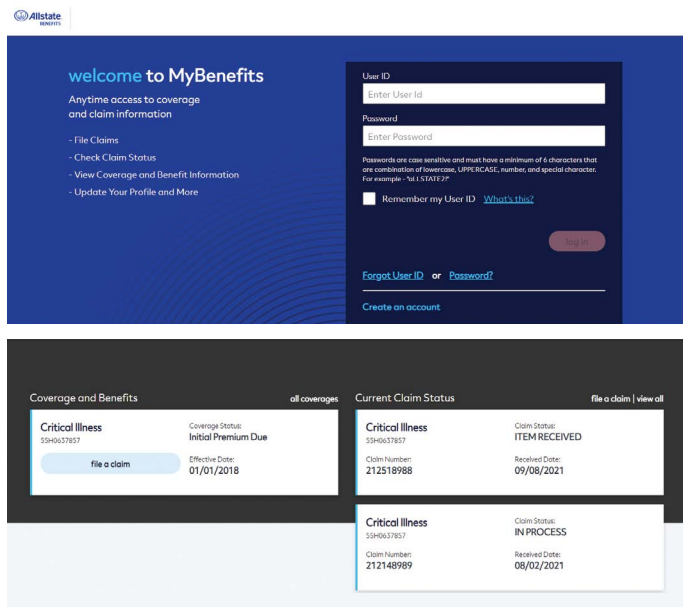 Allstate
BENEFITS
welcome to MyBenefits
Anytime access to coverage
and claim information
- File Claims
- Check Claim Status
- View Coverage and Benefit Information
- Update Your Profile and More
User ID
Enter User Id
Password
Enter Password
Passwords are case sensitive and must have a minimum of 6 characters that
are combination of lowercase, UPPERCASE, number, and special character.
For example - "aLLSTATE2!"
Remember my User ID What's this?
log in
Forgot User ID or Password?
Create an account
Coverage and Benefits all coverages
Critical Illness
55H0637857
file a claim
Coverage Status:
Initial Premium Due
Effective Date:
01/01/2018
Current Claim Status file a claim | view all
Critical Illness
55H0637857
Claim Status:
ITEM RECEIVED
Claim Number:
212518988
Received Date:
09/08/2021
Critical Illness
55H0637857
Claim Status:
IN PROCESS
Claim Number:
212148989
Received Date:
08/02/2021